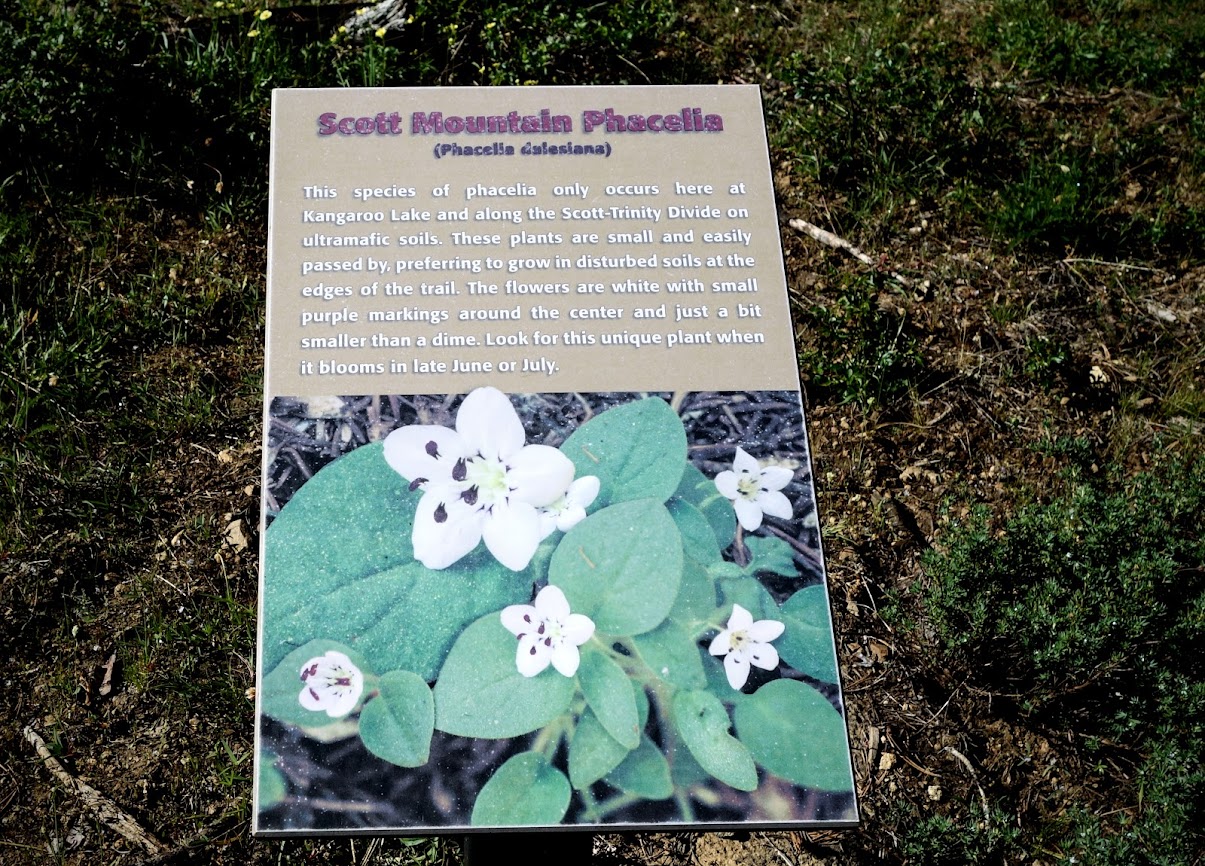 Scott Mountain Phacelia
(Phacelia dalesiana)
This species of phacelia only occurs here at
Kangaroo Lake and along the Scott-Trinity Divide on
ultramafic soils. These plants are small and easily
passed by, preferring to grow in disturbed soils at the
edges of the trail. The flowers are white with small
purple markings around the center and just a bit
smaller than a dime. Look for this unique plant when
it blooms in late June or July.